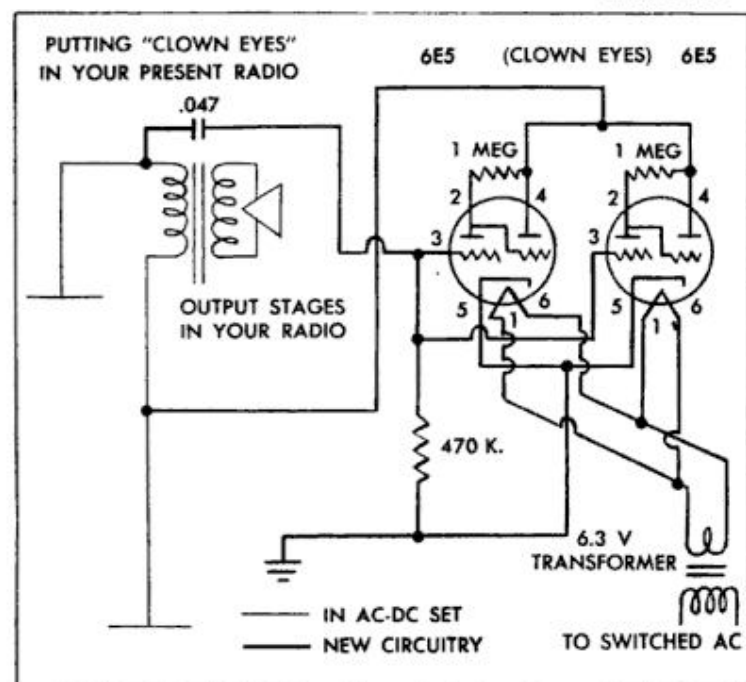 PUTTING "CLOWN EYES"
IN YOUR PRESENT RADIO
6E5 (CLOWN EYES) 6E5
.047
1 MEG
1 MEG
2
4
2
4
3
3
5
6
5
6
1
1
OUTPUT STAGES
IN YOUR RADIO
470 K.
6.3 V
TRANSFORMER
IN AC-DC SET
NEW CIRCUITRY
TO SWITCHED AC